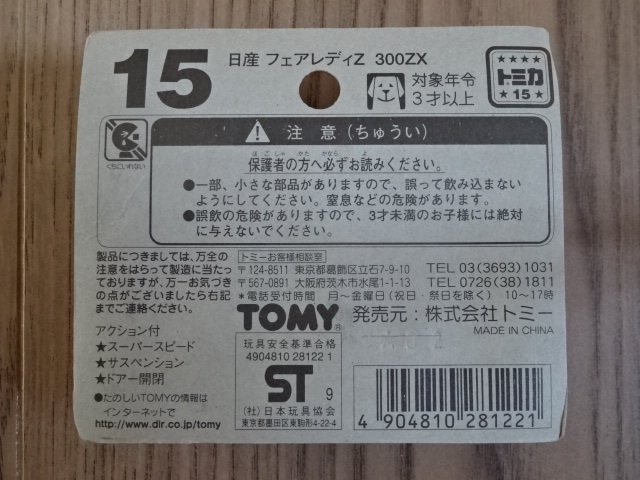 15
日産 フェアレディZ 300ZX
対象年令
3才以上
トミカ
15
くちにいれない
注意(ちゅうい)
ほごしゃ かた かなら よ
保護者の方へ必ずお読みください。
●一部、小さな部品がありますので、誤って飲み込まない
ようにしてください。窒息などの危険があります。
●誤飲の危険がありますので、3才未満のお子様には絶対
に与えないでください。
製品につきましては、万全の
注意をはらって製造に当たっ
ておりますが、万一お気づき
の点がございましたら右記
までご連絡ください。
トミーお客様相談室
〒124-8511 東京都葛飾区立石7-9-10 TEL 03(3693)1031
〒567-0891 大阪府茨木市水尾1-1-13 TEL 0726(38)1811
*電話受付時間 月~金曜日(祝日・祭日を除く) 10~17時
アクション付
★スーパースピード
★サスペンション
★ドアー開閉
●たのしいTOMYの情報は
インターネットで
http://www.dir.co.jp/tomy
TOMY®
発売元:株式会社トミー
MADE IN CHINA
玩具安全基準合格
4904810 28122 1
ST 9
(社)日本玩具協会
東京都墨田区東駒形4-22-4
4 904810 281221